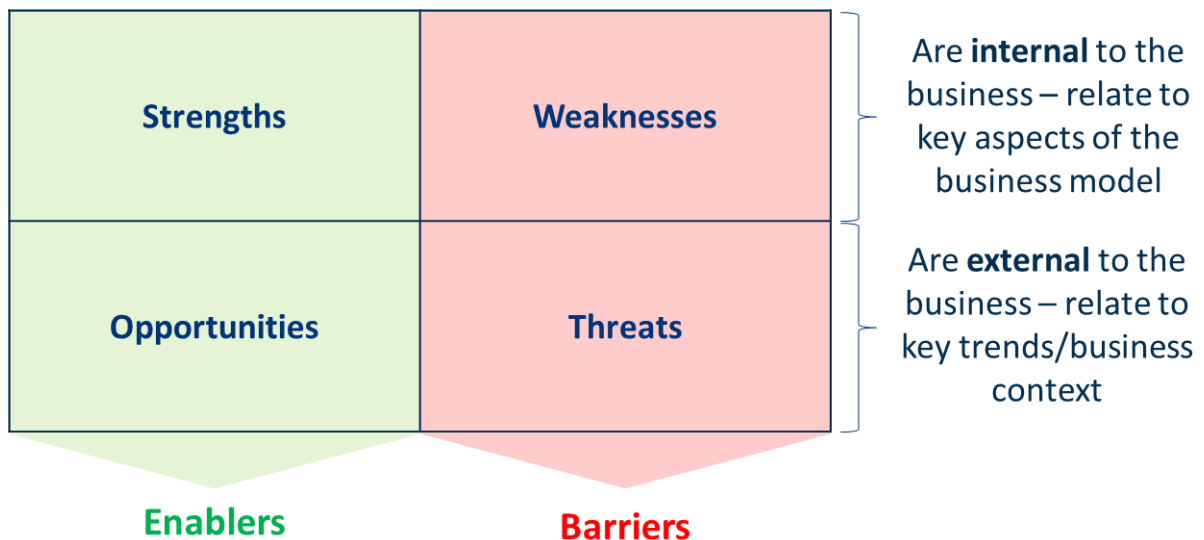 Strengths
Weaknesses
Are internal to the
business – relate to
key aspects of the
business model
Opportunities
Threats
Are external to the
business – relate to
key trends/business
context
Enablers
Barriers